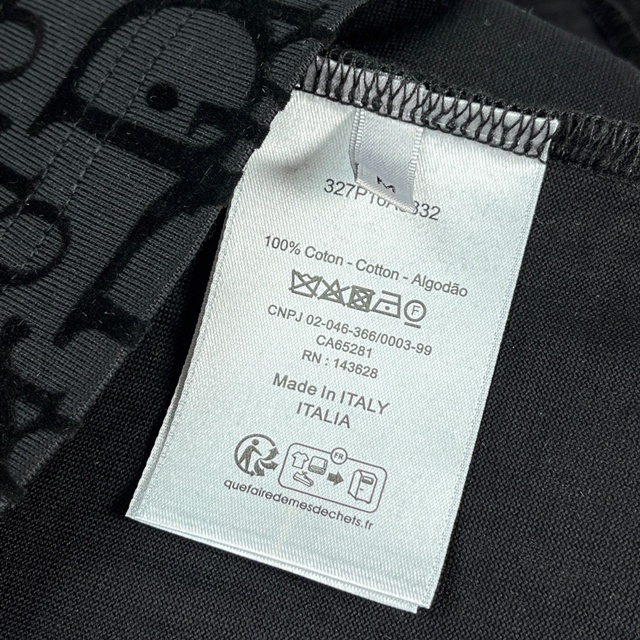 M
100% Coton - Cotton - Algodão
F
CNPJ 02-046-366/0003-99
CA65281
RN : 143628
Made In ITALY
ITALIA
FR
quefairedemesdechets.fr